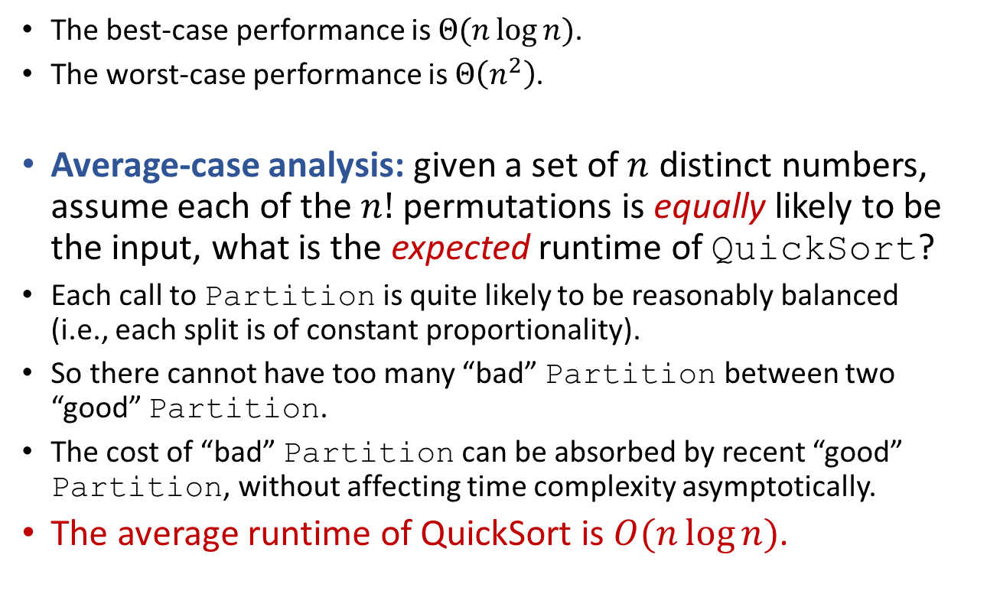 • The best-case performance is Θ(n log n).
• The worst-case performance is Θ(n²).
• Average-case analysis: given a set of n distinct numbers,
assume each of the n! permutations is equally likely to be
the input, what is the expected runtime of QuickSort?
• Each call to Partition is quite likely to be reasonably balanced
(i.e., each split is of constant proportionality).
• So there cannot have too many “bad” Partition between two
“good” Partition.
• The cost of “bad” Partition can be absorbed by recent “good”
Partition, without affecting time complexity asymptotically.
• The average runtime of QuickSort is O(n log n).